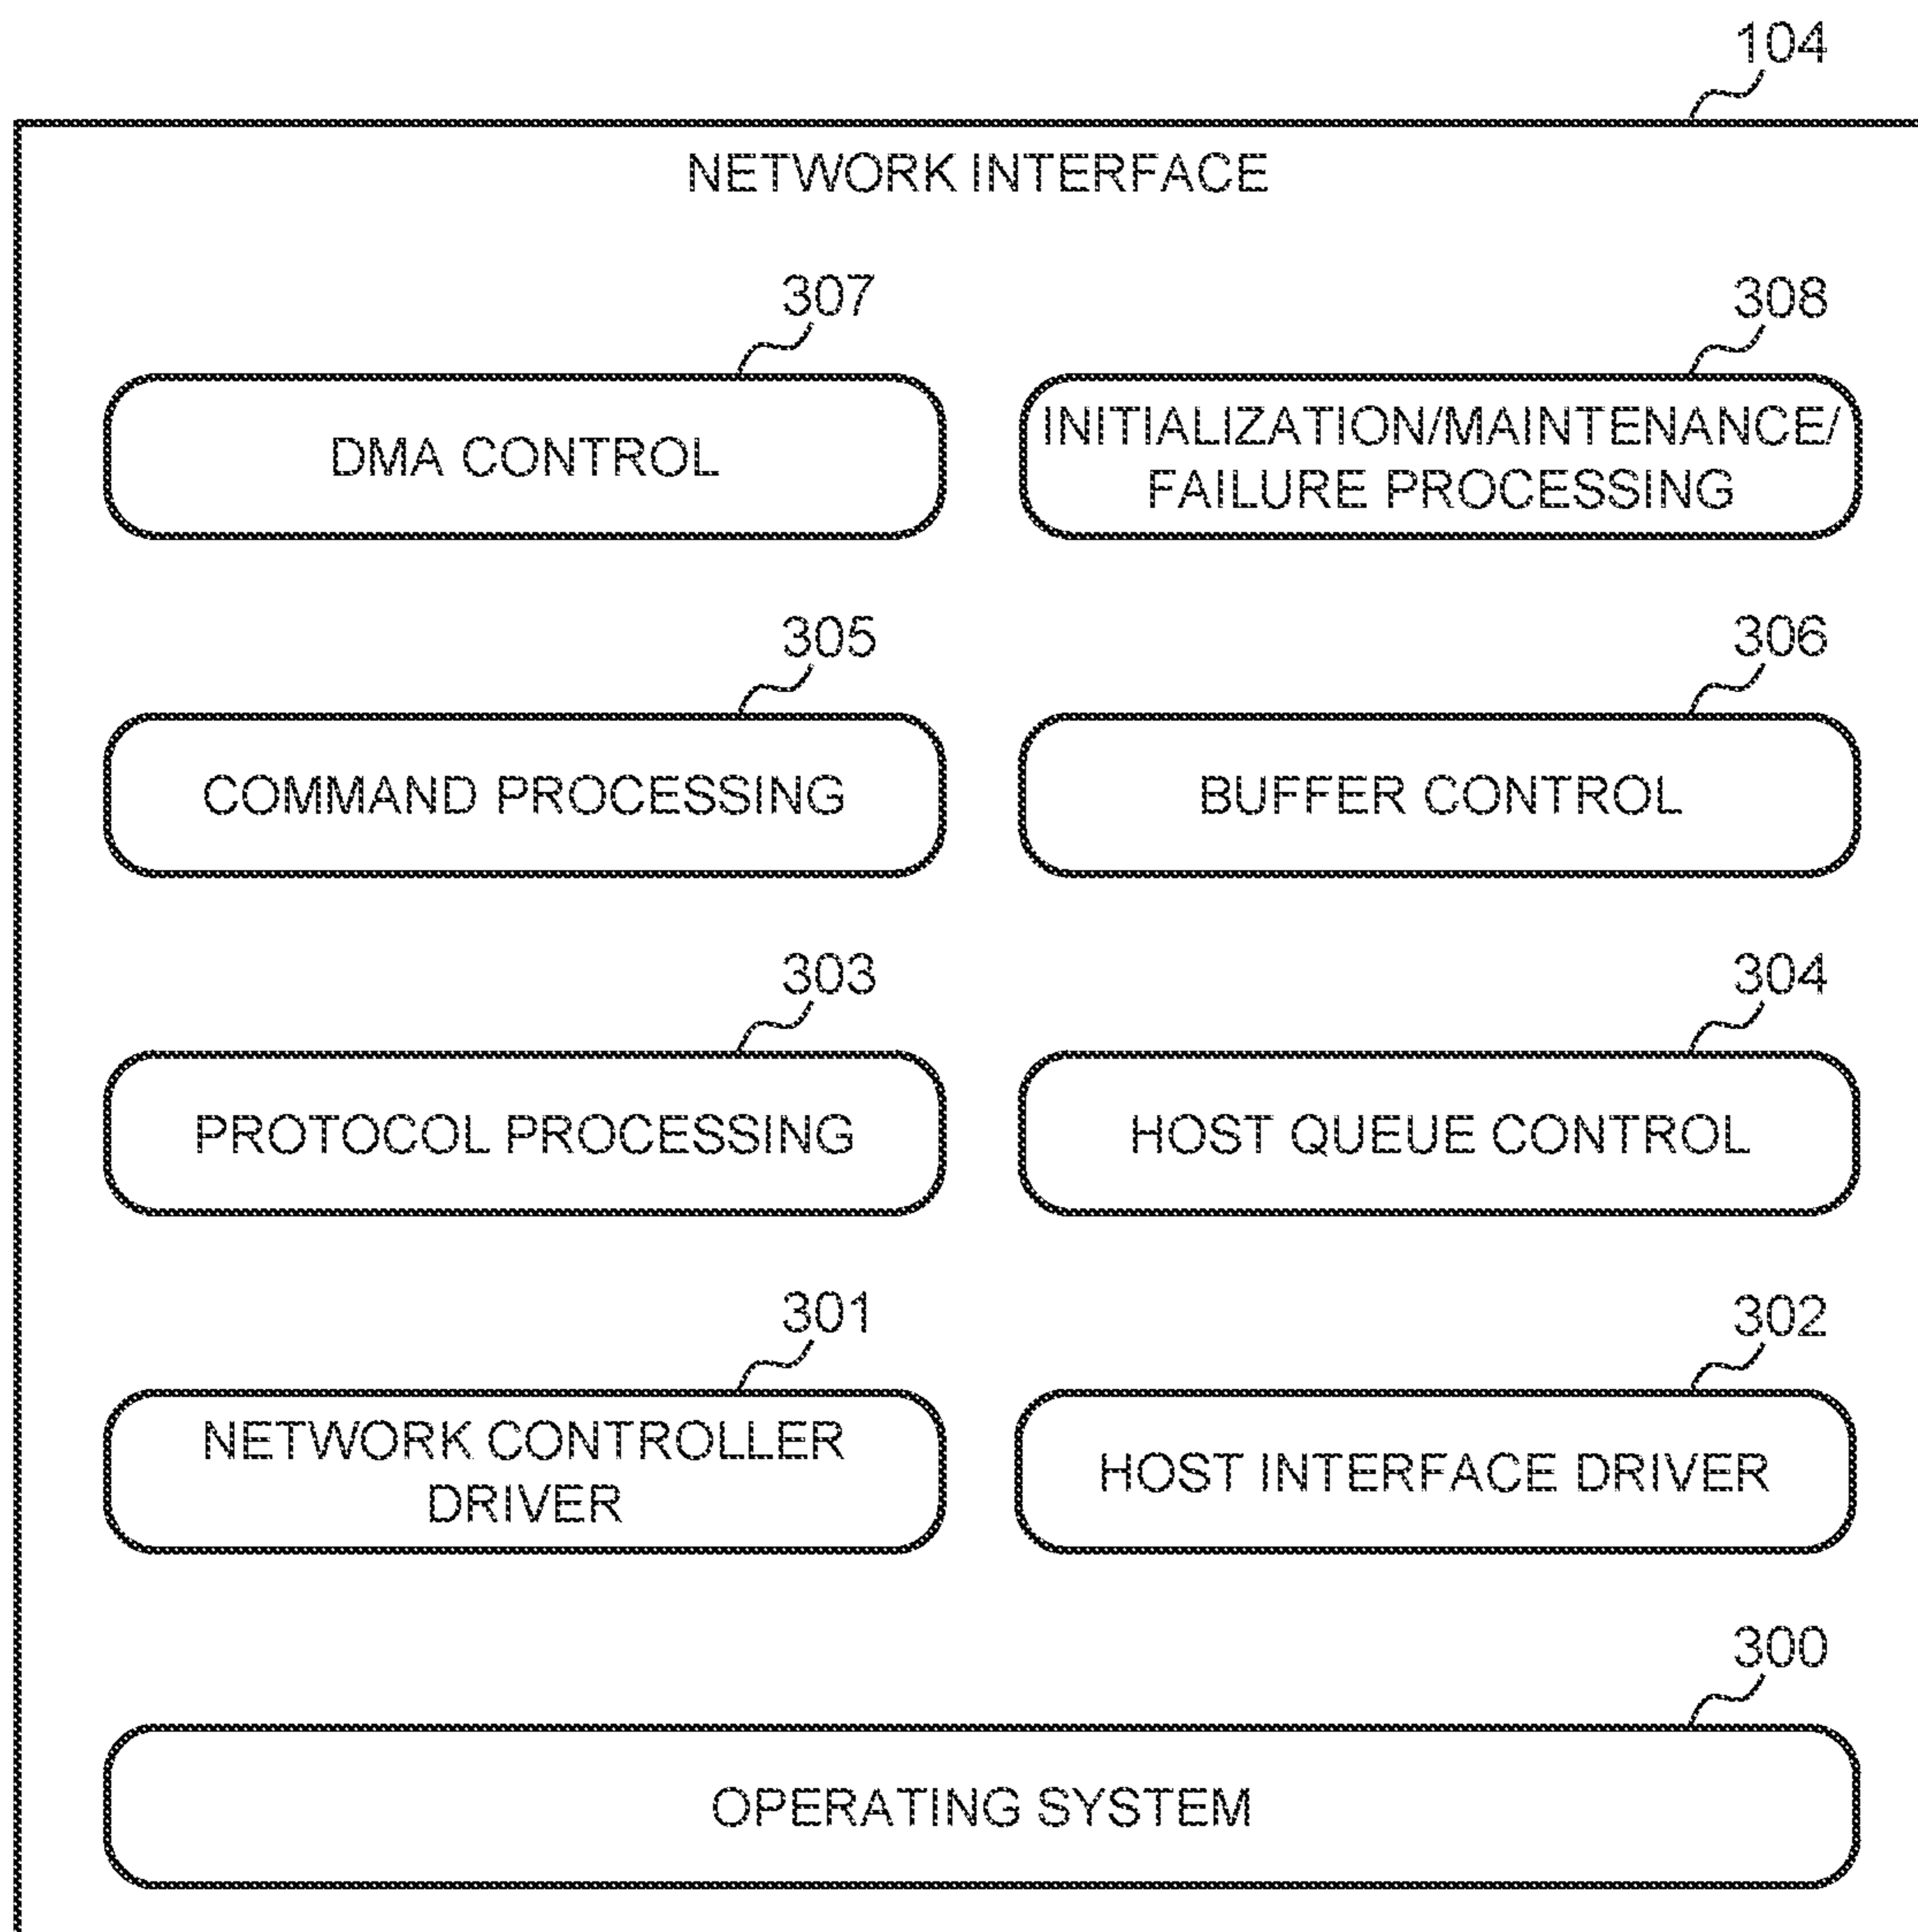 104
NETWORK INTERFACE
307 308
DMA CONTROL
INITIALIZATION/MAINTENANCE/
FAILURE PROCESSING
305 306
COMMAND PROCESSING
BUFFER CONTROL
303 304
PROTOCOL PROCESSING
HOST QUEUE CONTROL
301 302
NETWORK CONTROLLER
DRIVER
HOST INTERFACE DRIVER
300
OPERATING SYSTEM